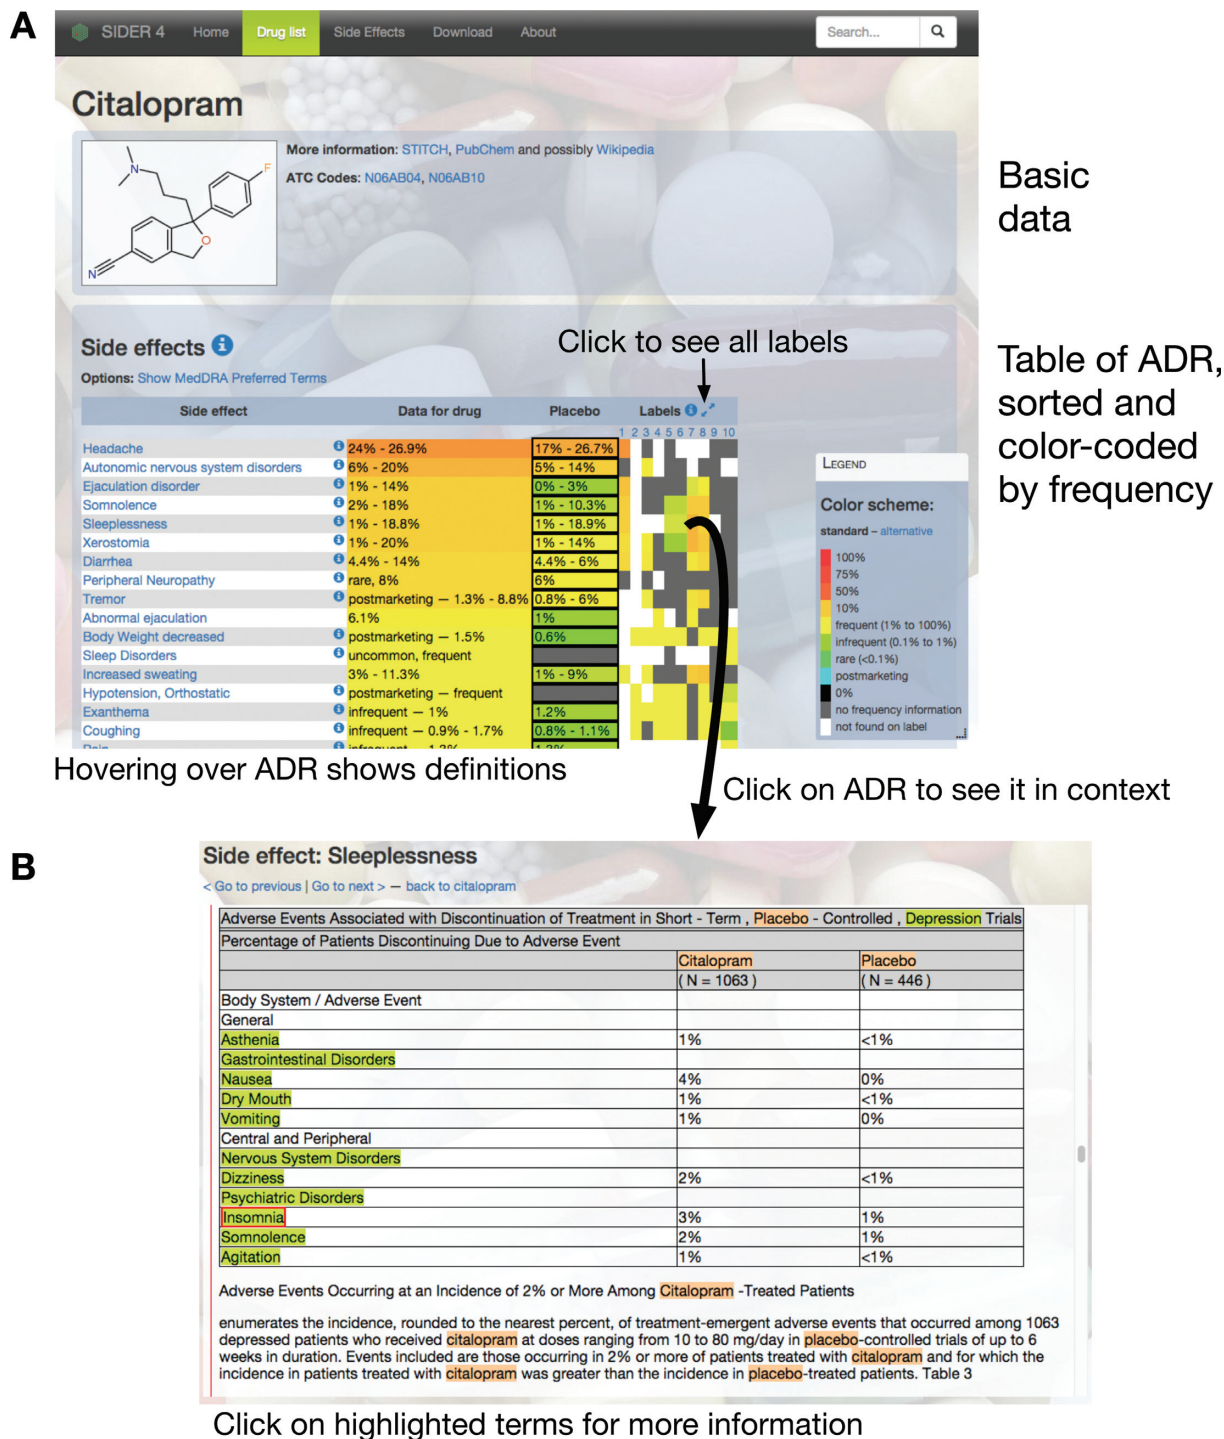 A
SIDER 4 Home Drug list Side Effects Download About Search...
Citalopram
N
F
O
N
More information: STITCH, PubChem and possibly Wikipedia
ATC Codes: N06AB04, N06AB10
Basic
data
Side effects
Click to see all labels
Options: Show MedDRA Preferred Terms
Table of ADR,
sorted and
color-coded
by frequency
Side effect Data for drug Placebo Labels
1 2 3 4 5 6 7 8 9 10
Headache 24% - 26.9% 17% - 26.7%
Autonomic nervous system disorders 6% - 20% 5% - 14%
Ejaculation disorder 1% - 14% 0% - 3%
Somnolence 2% - 18% 1% - 10.3%
Sleeplessness 1% - 18.8% 1% - 18.9%
Xerostomia 1% - 20% 1% - 14%
Diarrhea 4.4% - 14% 4.4% - 6%
Peripheral Neuropathy rare, 8% 6%
Tremor postmarketing — 1.3% - 8.8% 0.8% - 6%
Abnormal ejaculation 6.1% 1%
Body Weight decreased postmarketing — 1.5% 0.6%
Sleep Disorders uncommon, frequent
Increased sweating 3% - 11.3% 1% - 9%
Hypotension, Orthostatic postmarketing — frequent
Exanthema infrequent — 1% 1.2%
Coughing infrequent — 0.9% - 1.7% 0.8% - 1.1%
LEGEND
Color scheme:
standard – alternative
100%
75%
50%
10%
frequent (1% to 100%)
infrequent (0.1% to 1%)
rare (<0.1%)
postmarketing
0%
no frequency information
not found on label
Hovering over ADR shows definitions
Click on ADR to see it in context
B
Side effect: Sleeplessness
< Go to previous | Go to next > — back to citalopram
Adverse Events Associated with Discontinuation of Treatment in Short - Term , Placebo - Controlled , Depression Trials
Percentage of Patients Discontinuing Due to Adverse Event
Citalopram Placebo
( N = 1063 ) ( N = 446 )
Body System / Adverse Event
General
Asthenia 1% <1%
Gastrointestinal Disorders
Nausea 4% 0%
Dry Mouth 1% <1%
Vomiting 1% 0%
Central and Peripheral
Nervous System Disorders
Dizziness 2% <1%
Psychiatric Disorders
Insomnia 3% 1%
Somnolence 2% 1%
Agitation 1% <1%
Adverse Events Occurring at an Incidence of 2% or More Among Citalopram -Treated Patients
enumerates the incidence, rounded to the nearest percent, of treatment-emergent adverse events that occurred among 1063
depressed patients who received citalopram at doses ranging from 10 to 80 mg/day in placebo-controlled trials of up to 6
weeks in duration. Events included are those occurring in 2% or more of patients treated with citalopram and for which the
incidence in patients treated with citalopram was greater than the incidence in placebo-treated patients. Table 3
Click on highlighted terms for more information